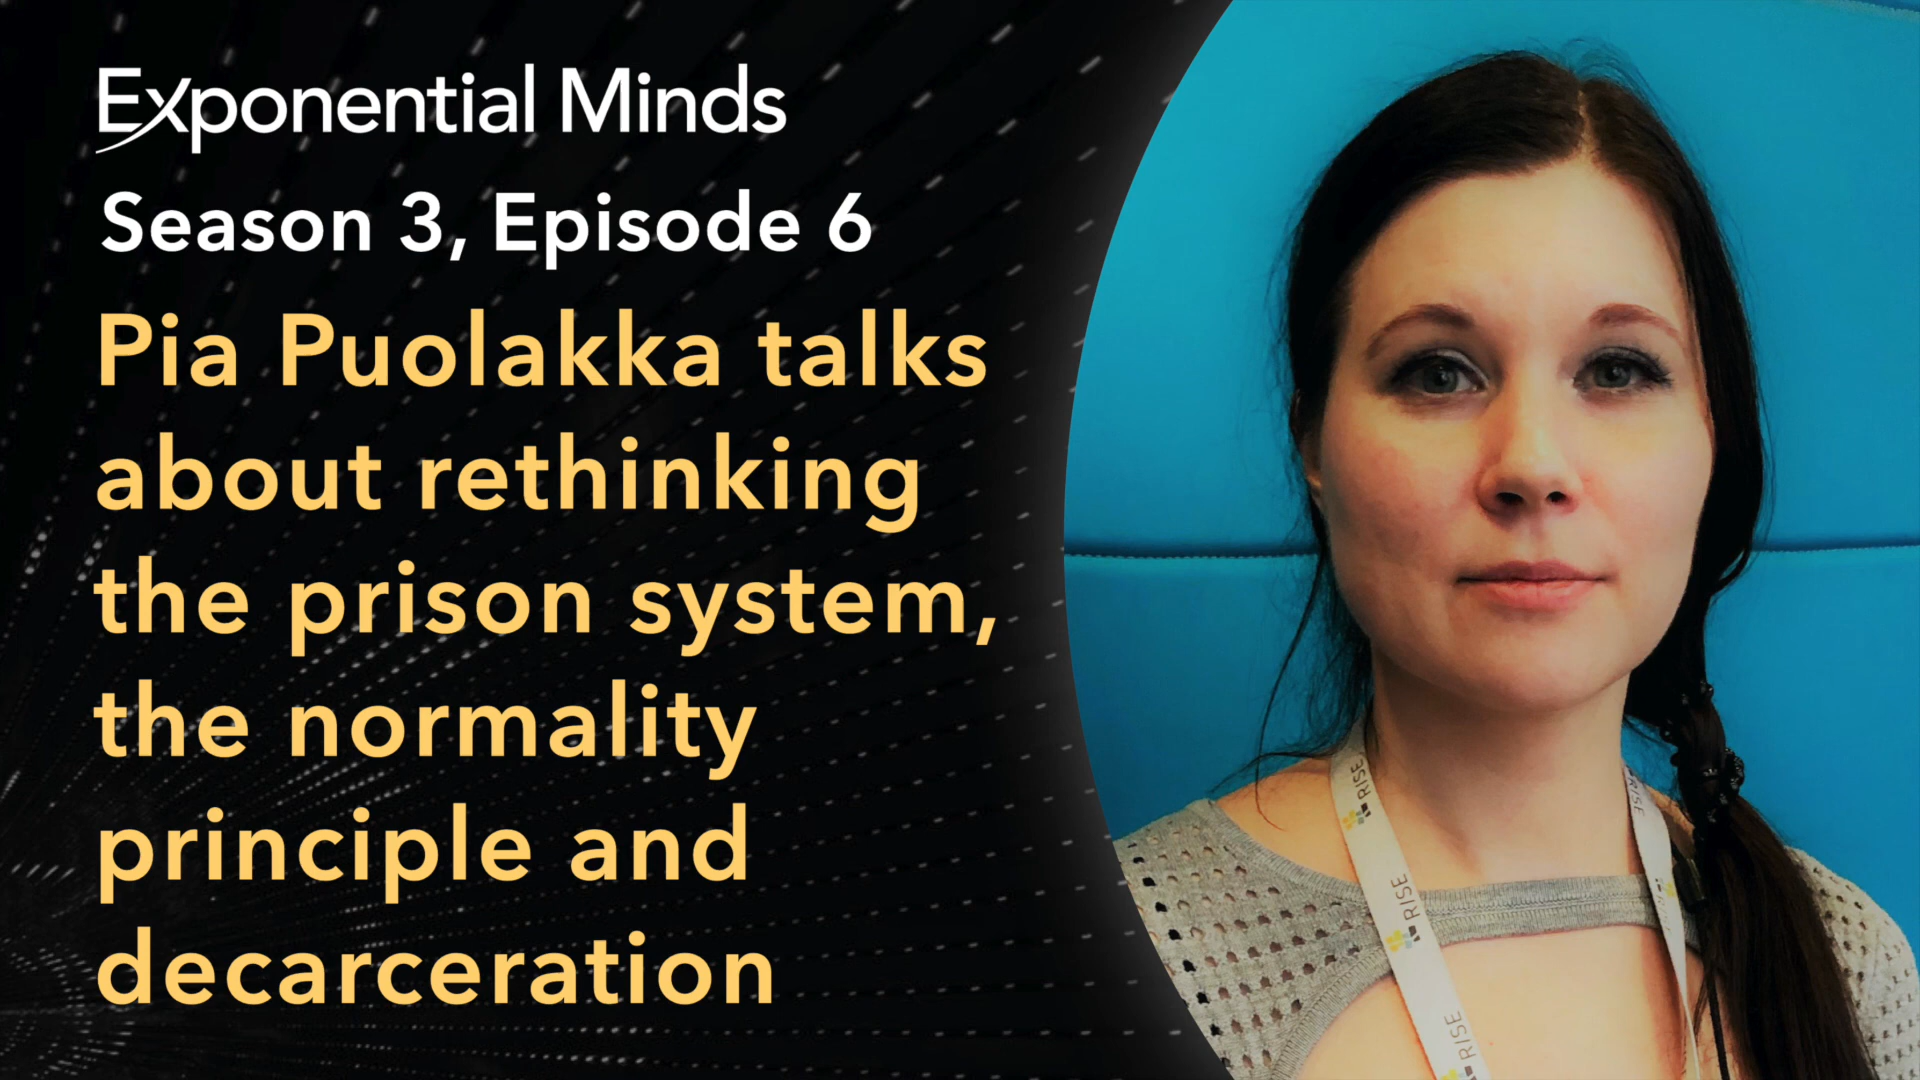 Exponential Minds
Season 3, Episode 6
Pia Puolakka talks
about rethinking
the prison system,
the normality
principle and
decarceration
RISE
RISE
RISE
RISE